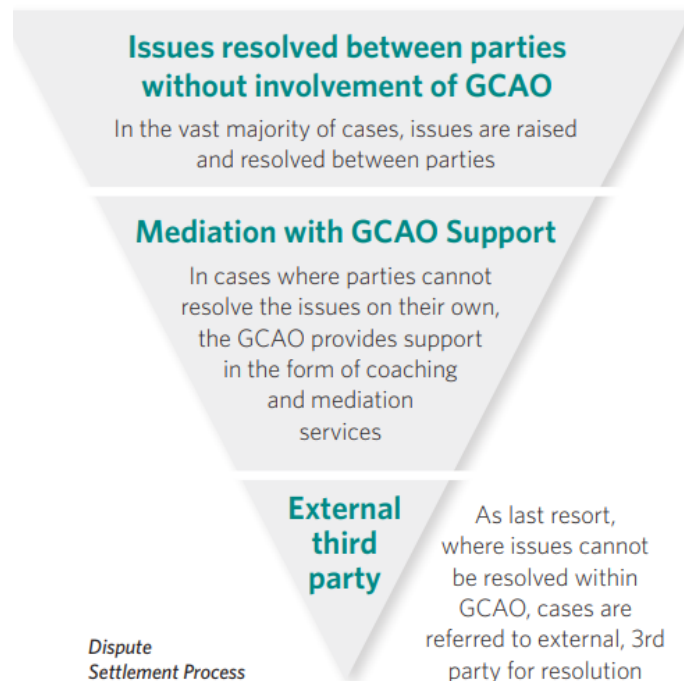 Issues resolved between parties
without involvement of GCAO
In the vast majority of cases, issues are raised
and resolved between parties
Mediation with GCAO Support
In cases where parties cannot
resolve the issues on their own,
the GCAO provides support
in the form of coaching
and mediation
services
External
third
party
As last resort,
where issues cannot
be resolved within
GCAO, cases are
referred to external, 3rd
party for resolution
Dispute
Settlement Process